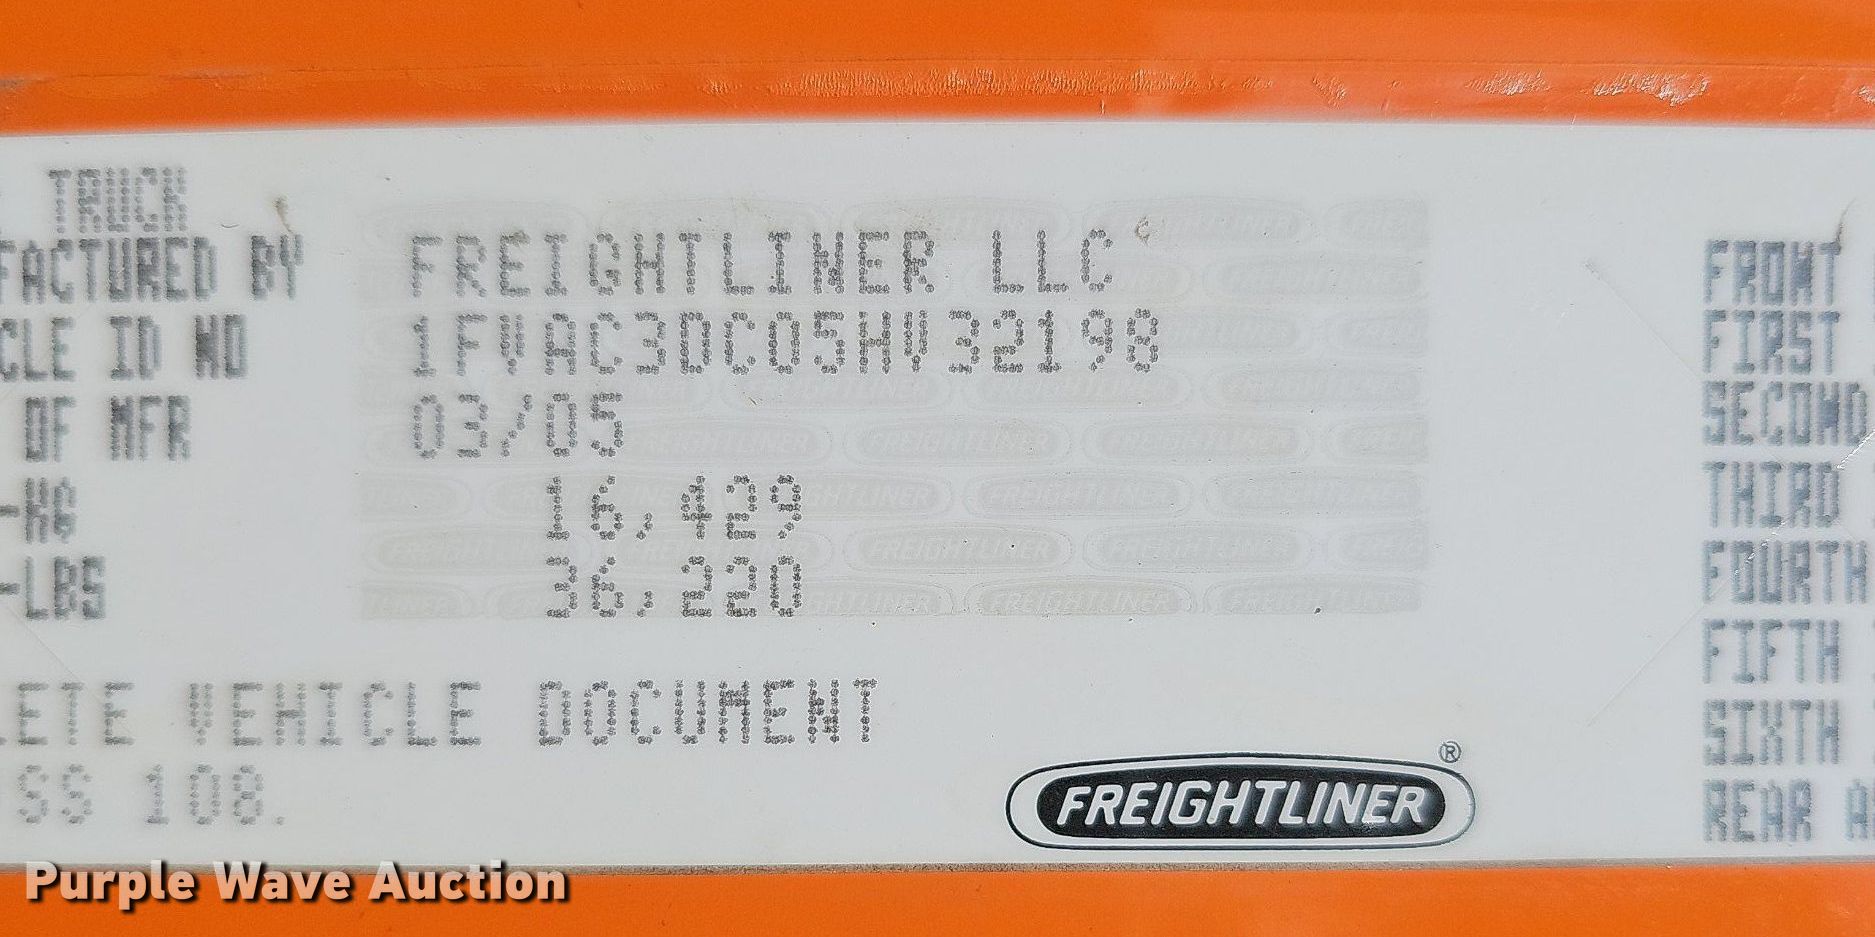 TRUCK
FACTURED BY FREIGHTLINER LLC
CLE ID NO 1FVAC3DC05HV32198
OF MFR 03/05
-KG 16,429
-LBS 36,220
LETE VEHICLE DOCUMENT
SS 108.
FREIGHTLINER®
FRONT
FIRST
SECOND
THIRD
FOURTH
FIFTH
SIXTH
REAR A
Purple Wave Auction